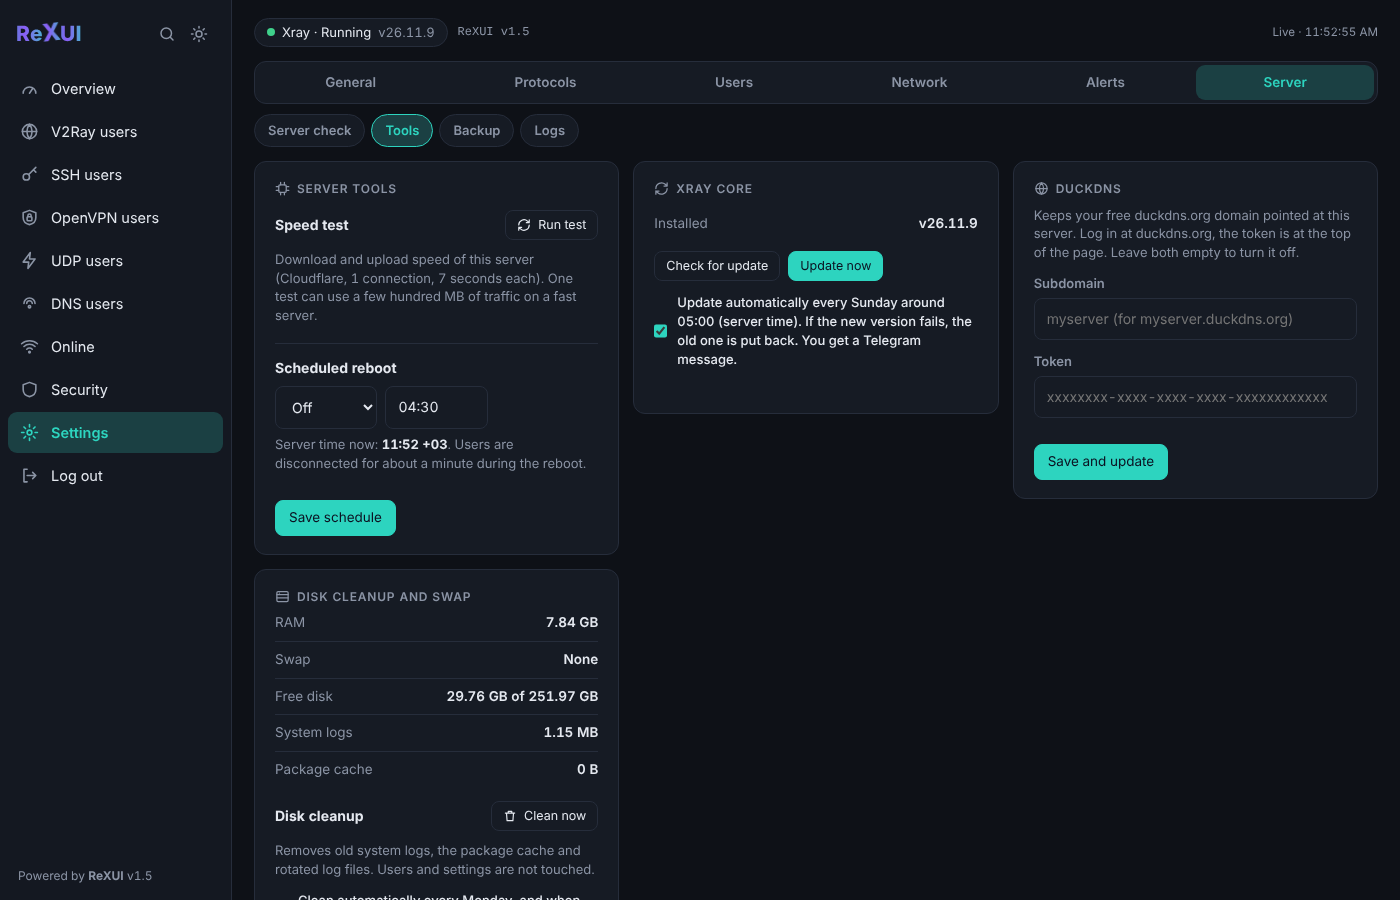 ReXUI
Overview
V2Ray users
SSH users
OpenVPN users
UDP users
DNS users
Online
Security
Settings
Log out
Powered by ReXUI v1.5
Xray · Running v26.11.9
ReXUI v1.5
Live · 11:52:55 AM
General
Protocols
Users
Network
Alerts
Server
Server check
Tools
Backup
Logs
SERVER TOOLS
Speed test
Run test
Download and upload speed of this server
(Cloudflare, 1 connection, 7 seconds each). One
test can use a few hundred MB of traffic on a fast
server.
Scheduled reboot
Off
04:30
Server time now: 11:52 +03. Users are
disconnected for about a minute during the reboot.
Save schedule
DISK CLEANUP AND SWAP
RAM 7.84 GB
Swap None
Free disk 29.76 GB of 251.97 GB
System logs 1.15 MB
Package cache 0 B
Disk cleanup
Clean now
Removes old system logs, the package cache and
rotated log files. Users and settings are not touched.
Clean automatically every Monday, and when
XRAY CORE
Installed v26.11.9
Check for update
Update now
Update automatically every Sunday around
05:00 (server time). If the new version fails, the
old one is put back. You get a Telegram
message.
DUCKDNS
Keeps your free duckdns.org domain pointed at this
server. Log in at duckdns.org, the token is at the top
of the page. Leave both empty to turn it off.
Subdomain
myserver (for myserver.duckdns.org)
Token
xxxxxxxx-xxxx-xxxx-xxxx-xxxxxxxxxxxx
Save and update